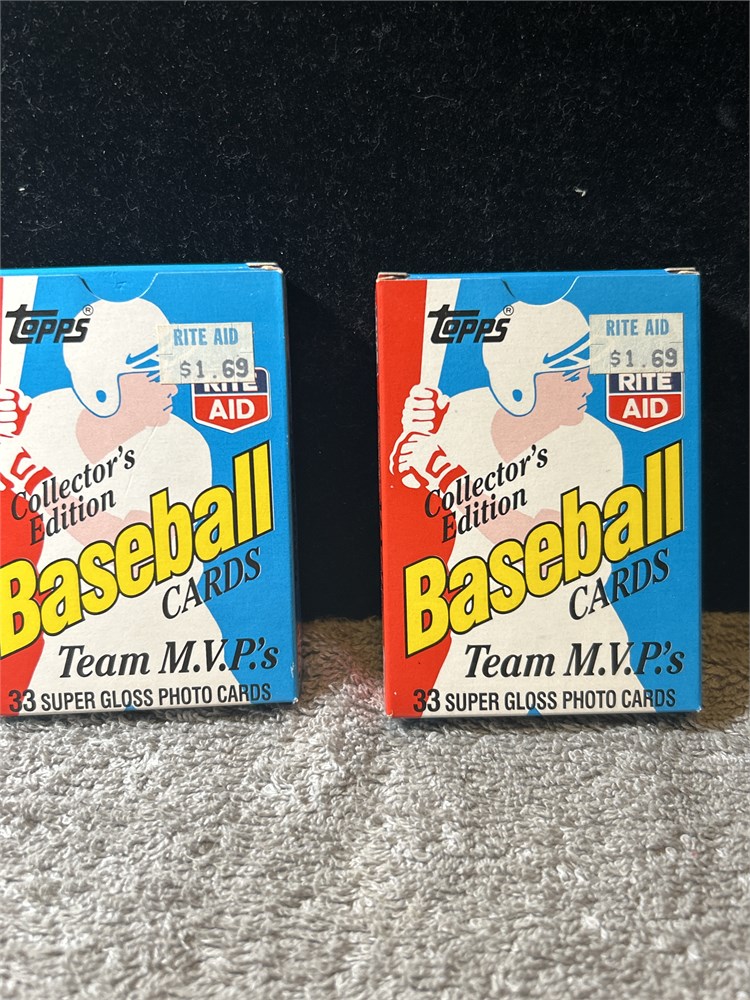 Topps®
RITE AID
$1.69
RITE
AID
Collector's
Edition
Baseball
CARDS
Team M.V.P.'s
33 SUPER GLOSS PHOTO CARDS
Topps®
RITE AID
$1.69
RITE
AID
Collector's
Edition
Baseball
CARDS
Team M.V.P.'s
33 SUPER GLOSS PHOTO CARDS